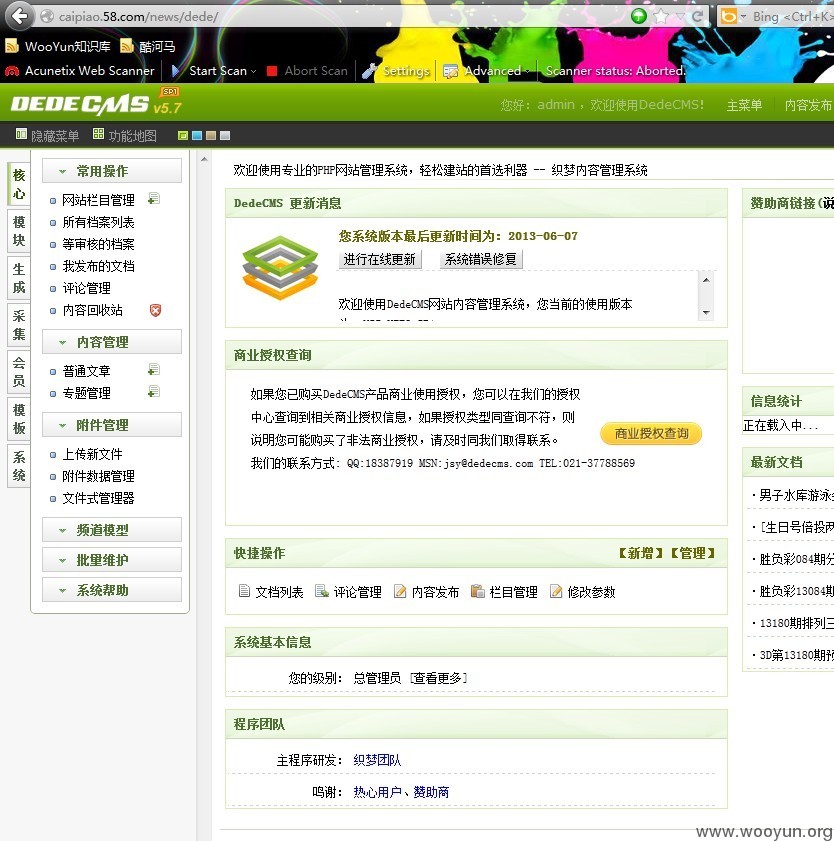 caipiao.58.com/news/dede/
Bing <Ctrl+K>
WooYun知识库 酷河马
Acunetix Web Scanner Start Scan Abort Scan Settings Advanced Scanner status: Aborted.
DEDECMS v5.7 SP1
您好: admin , 欢迎使用DedeCMS! 主菜单 内容发布
隐藏菜单 功能地图
核心
模块
生成
采集
会员
模板
系统
常用操作
网站栏目管理
所有档案列表
等审核的档案
我发布的文档
评论管理
内容回收站
内容管理
普通文章
专题管理
附件管理
上传新文件
附件数据管理
文件式管理器
频道模型
批量维护
系统帮助
欢迎使用专业的PHP网站管理系统，轻松建站的首选利器 -- 织梦内容管理系统
DedeCMS 更新消息
您系统版本最后更新时间为: 2013-06-07
进行在线更新 系统错误修复
欢迎使用DedeCMS网站内容管理系统，您当前的使用版本
商业授权查询
如果您已购买DedeCMS产品商业使用授权，您可以在我们的授权
中心查询到相关商业授权信息，如果授权类型同查询不符，则
说明您可能购买了非法商业授权，请及时同我们取得联系。
我们的联系方式: QQ:18387919 MSN:jsy@dedecms.com TEL:021-37788569
商业授权查询
快捷操作 【新增】【管理】
文档列表 评论管理 内容发布 栏目管理 修改参数
系统基本信息
您的级别: 总管理员 [查看更多]
程序团队
主程序研发: 织梦团队
鸣谢: 热心用户、赞助商
赞助商链接(说
信息统计
正在载入中...
最新文档
·男子水库游泳
·[生日号倍投两
·胜负彩084期分
·胜负彩13084期
·13180期排列三
·3D第13180期预
www.wooyun.org